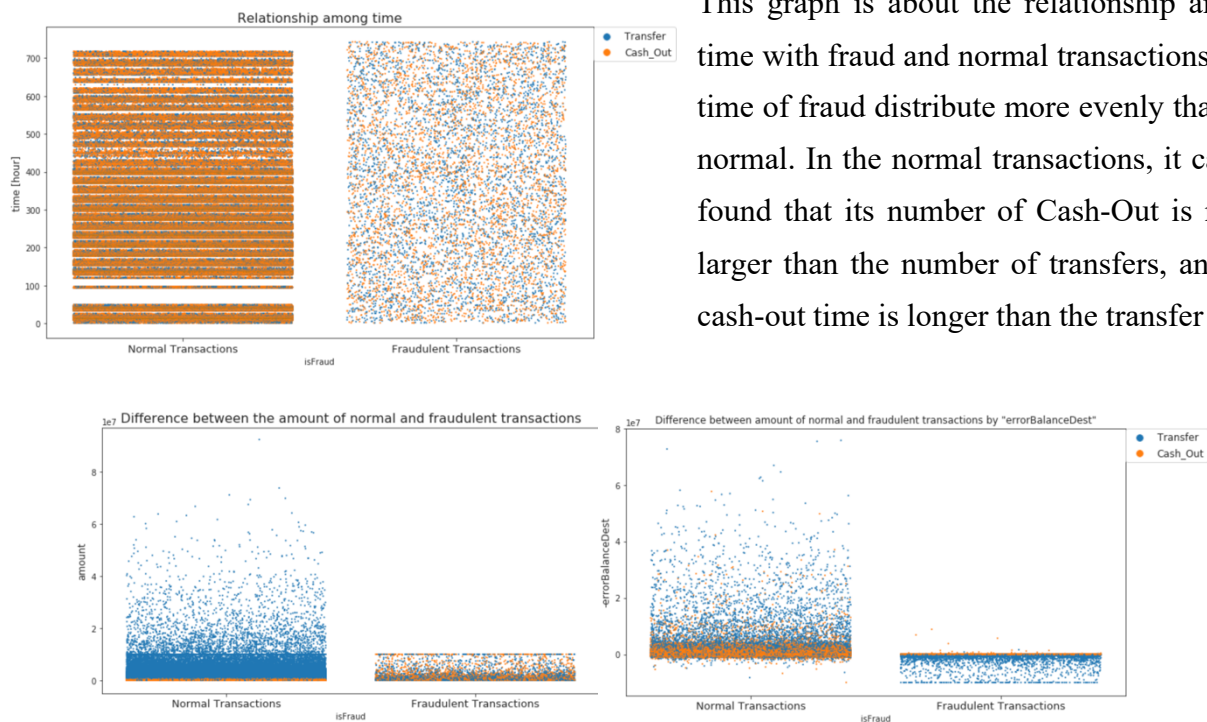 Relationship among time
Transfer
Cash_Out
time [hour]
700
600
500
400
300
200
100
0
Normal Transactions
Fraudulent Transactions
isFraud
This graph is about the relationship
time with fraud and normal transactions
time of fraud distribute more evenly
normal. In the normal transactions, it
found that its number of Cash-Out is
larger than the number of transfers,
cash-out time is longer than the transfer
Difference between the amount of normal and fraudulent transactions
1e7
amount
8
6
4
2
0
Normal Transactions
Fraudulent Transactions
isFraud
Difference between amount of normal and fraudulent transactions by "errorBalanceDest"
1e7
Transfer
Cash_Out
-errorBalanceDest
8
6
4
2
0
Normal Transactions
Fraudulent Transactions
isFraud